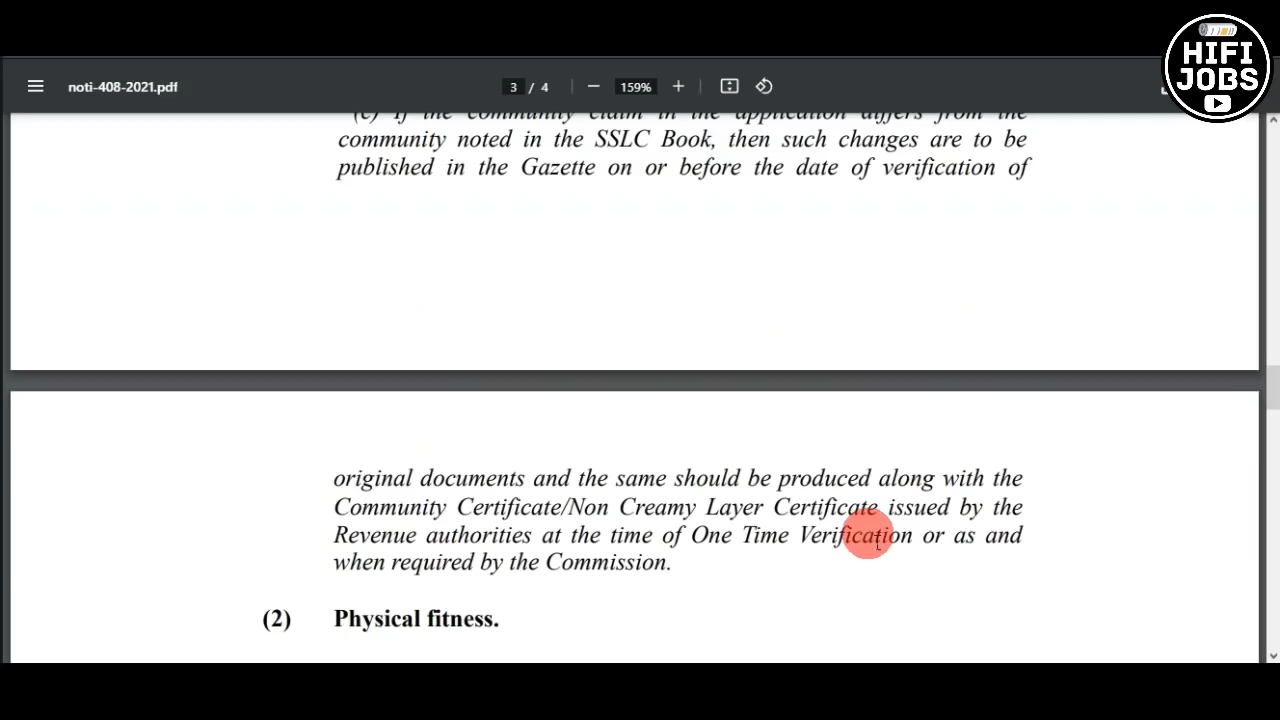 HIFI
JOBS
noti-408-2021.pdf
3 / 4
159%
(c) If the community claim in the application differs from the
community noted in the SSLC Book, then such changes are to be
published in the Gazette on or before the date of verification of
original documents and the same should be produced along with the
Community Certificate/Non Creamy Layer Certificate issued by the
Revenue authorities at the time of One Time Verification or as and
when required by the Commission.
(2) Physical fitness.